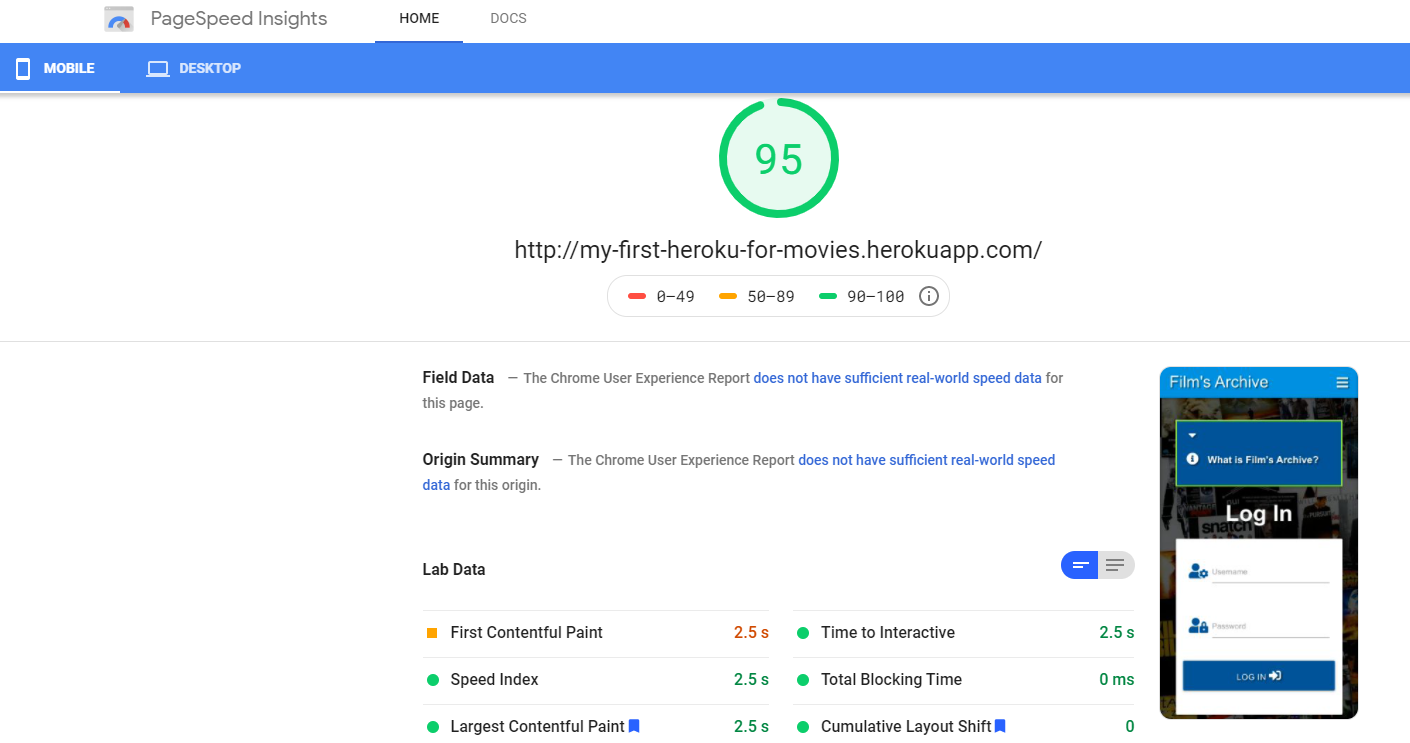 PageSpeed Insights
HOME
DOCS
MOBILE
DESKTOP
95
http://my-first-heroku-for-movies.herokuapp.com/
0–49
50–89
90–100
Field Data — The Chrome User Experience Report does not have sufficient real-world speed data for
this page.
Origin Summary — The Chrome User Experience Report does not have sufficient real-world speed
data for this origin.
Lab Data
First Contentful Paint 2.5 s
Time to Interactive 2.5 s
Speed Index 2.5 s
Total Blocking Time 0 ms
Largest Contentful Paint 2.5 s
Cumulative Layout Shift 0
Film's Archive
What is Film's Archive?
snatch
Log In
Username
Password
LOG IN